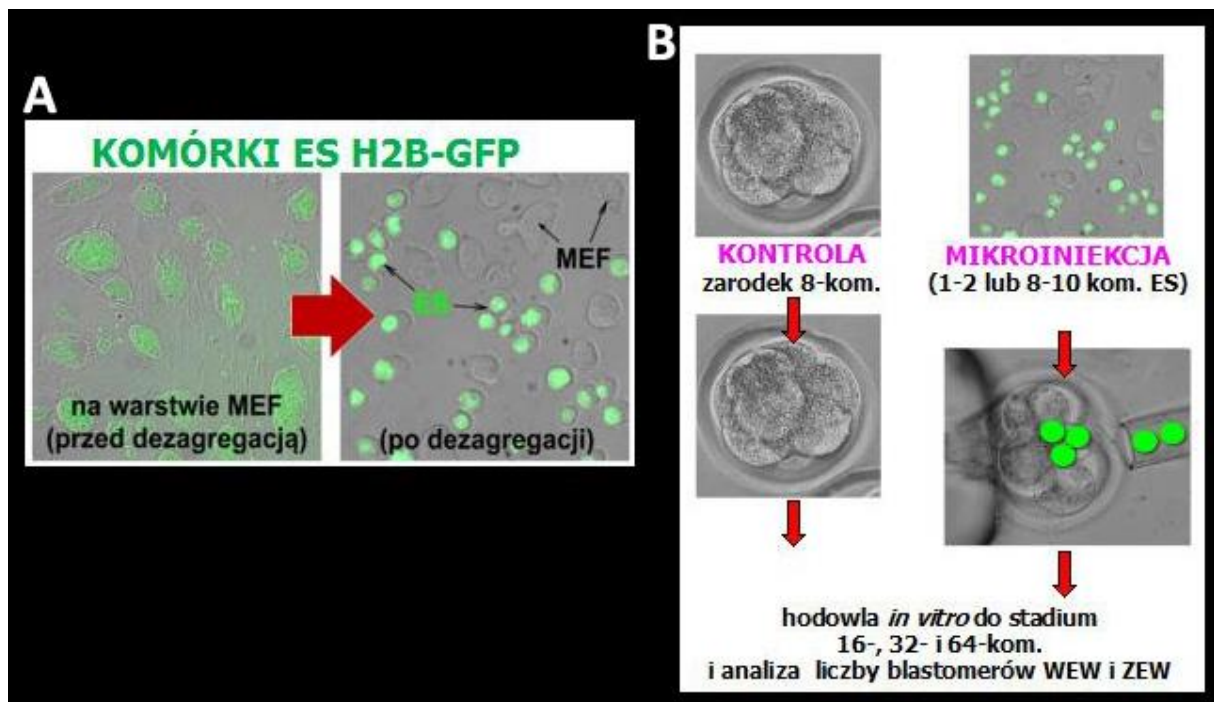 A
KOMÓRKI ES H2B-GFP
na warstwie MEF
(przed dezagregacją)
MEF
ES
(po dezagregacji)
B
KONTROLA
zarodek 8-kom.
MIKROINIEKCJA
(1-2 lub 8-10 kom. ES)
hodowla in vitro do stadium
16-, 32- i 64-kom.
i analiza liczby blastomerów WEW i ZEW